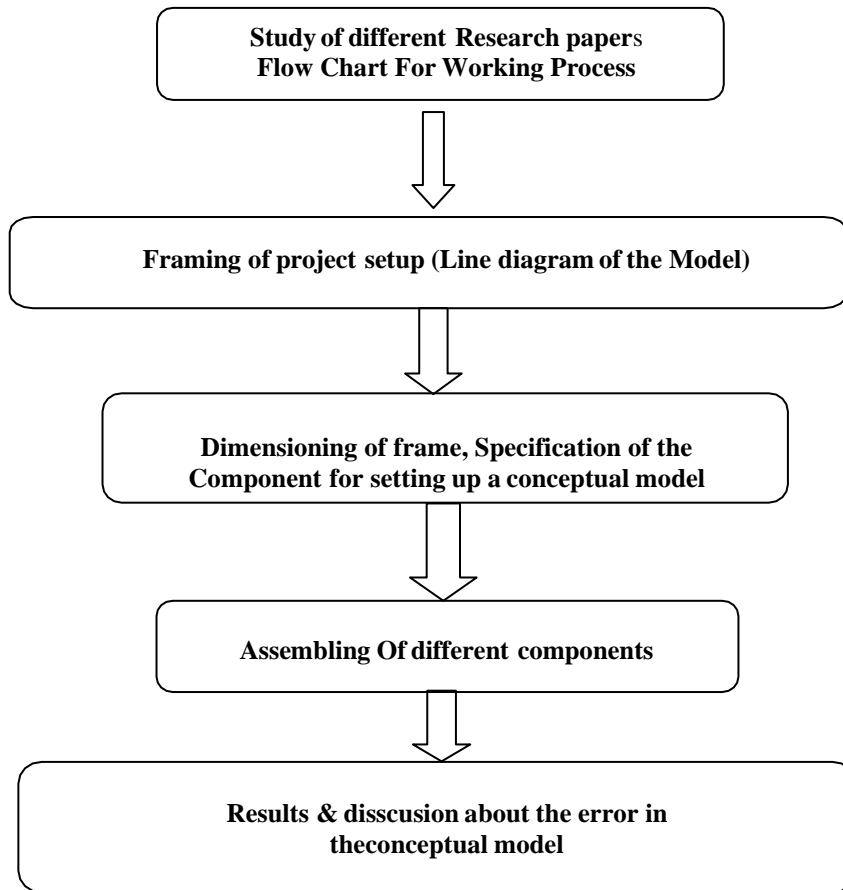 Study of different Research papers
Flow Chart For Working Process
Framing of project setup (Line diagram of the Model)
Dimensioning of frame, Specification of the
Component for setting up a conceptual model
Assembling Of different components
Results & disscusion about the error in
theconceptual model